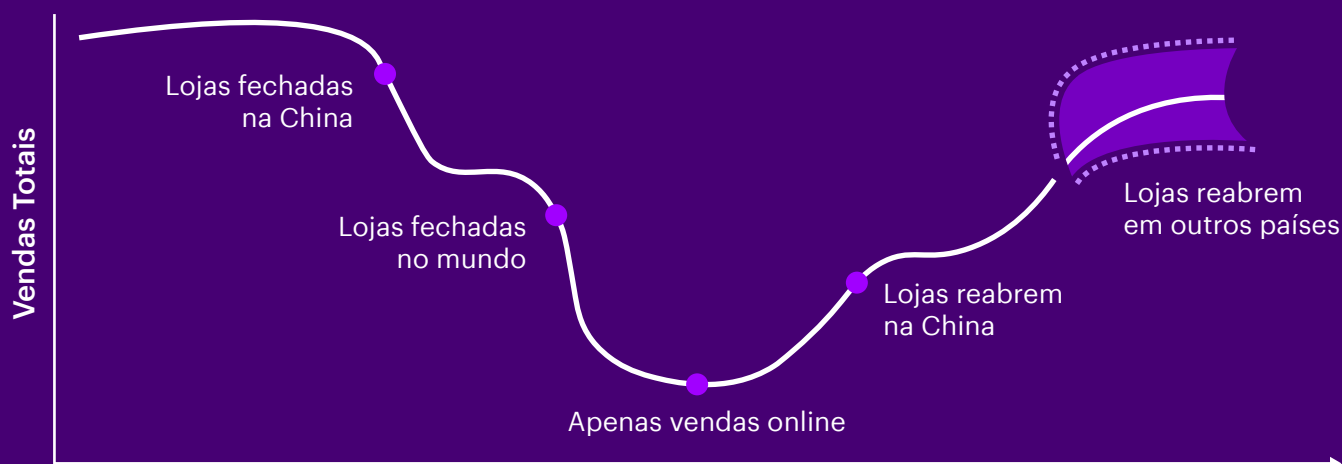 Vendas Totais
Lojas fechadas
na China
Lojas fechadas
no mundo
Apenas vendas online
Lojas reabrem
na China
Lojas reabrem
em outros países